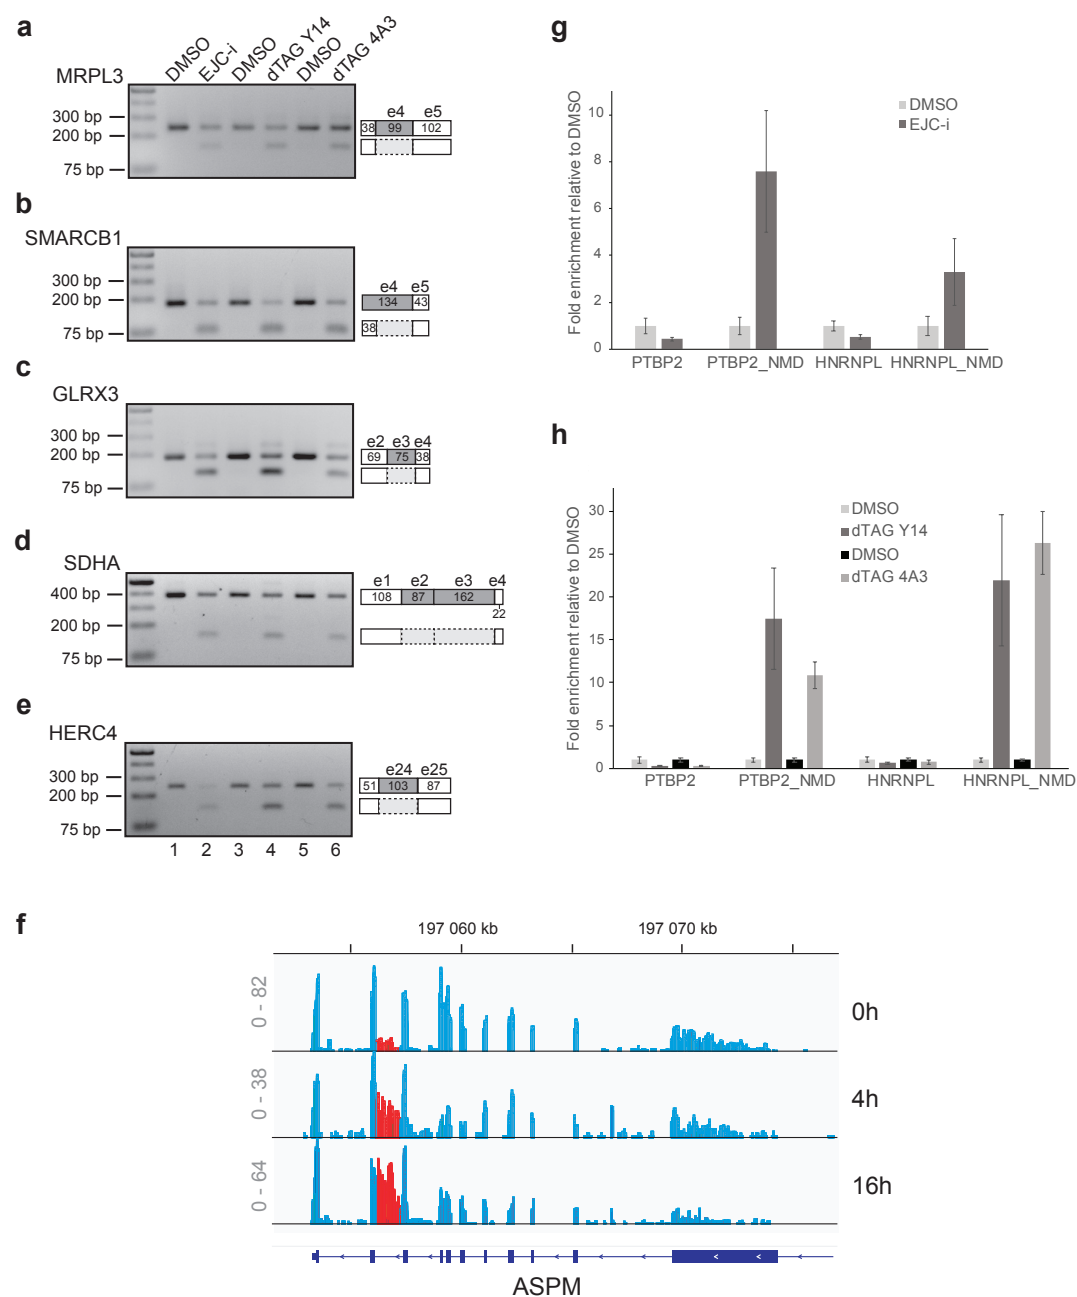 a
DMSO
EJC-i
DMSO
dTAG Y14
DMSO
dTAG 4A3
MRPL3
300 bp
200 bp
75 bp
e4 e5
38 99 102
b
SMARCB1
300 bp
200 bp
75 bp
e4 e5
134 43
38
c
GLRX3
300 bp
200 bp
75 bp
e2 e3 e4
69 75 38
d
SDHA
400 bp
200 bp
75 bp
e1 e2 e3 e4
108 87 162
22
e
HERC4
300 bp
200 bp
75 bp
e24 e25
51 103 87
1 2 3 4 5 6
f
197 060 kb 197 070 kb
0 - 82
0h
0 - 38
4h
0 - 64
16h
ASPM
g
Fold enrichment relative to DMSO
10
8
6
4
2
0
DMSO
EJC-i
PTBP2 PTBP2_NMD HNRNPL HNRNPL_NMD
h
Fold enrichment relative to DMSO
30
25
20
15
10
5
0
DMSO
dTAG Y14
DMSO
dTAG 4A3
PTBP2 PTBP2_NMD HNRNPL HNRNPL_NMD